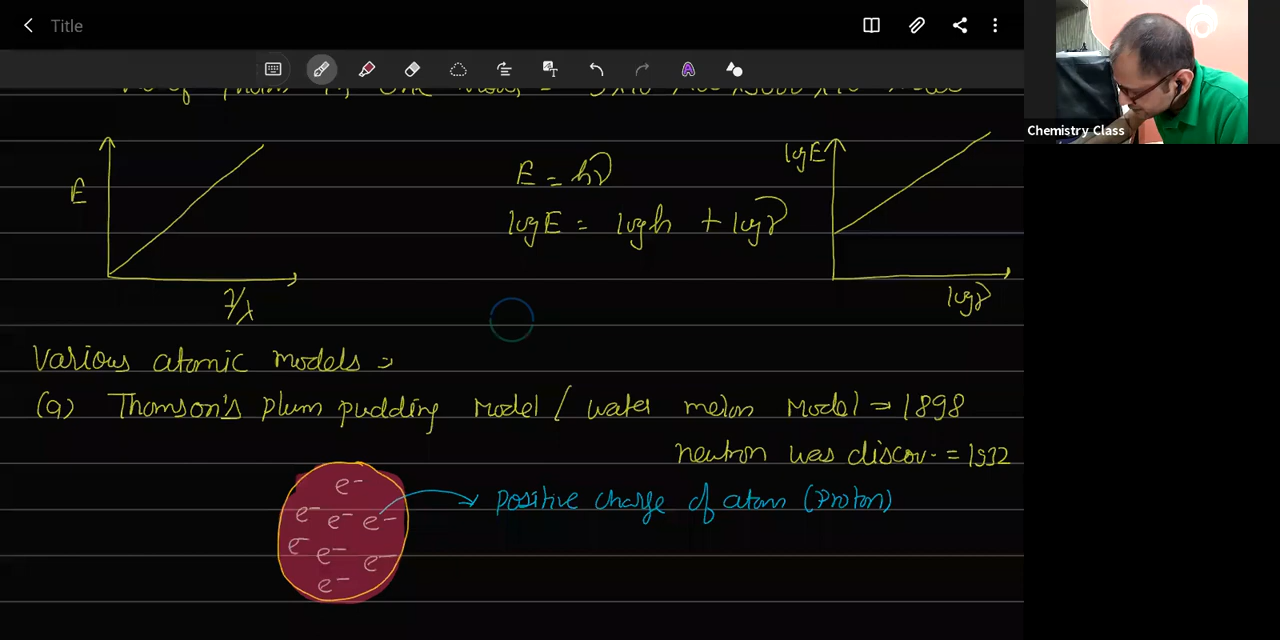 Title
Chemistry Class
E
ν/λ
E = hν
logE = logh + logν
logE
logν
Various atomic models ⇒
(a) Thomson's plum pudding Model / water melon Model = 1898
neutron was discov. = 1932
e- e- e- e- e- e- e- e-
positive charge of atom (Proton)